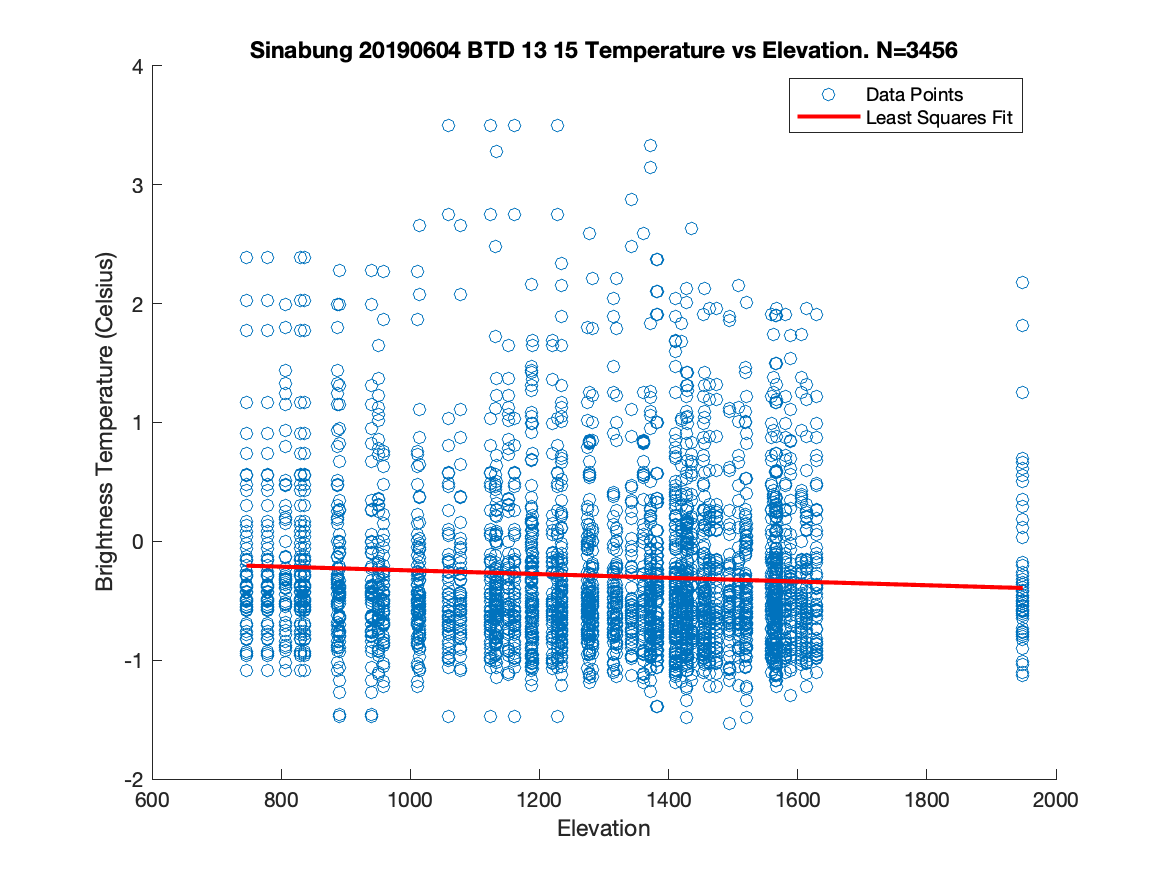 Sinabung 20190604 BTD 13 15 Temperature vs Elevation. N=3456
Data Points
Least Squares Fit
4
3
2
1
0
-1
-2
Brightness Temperature (Celsius)
600 800 1000 1200 1400 1600 1800 2000
Elevation